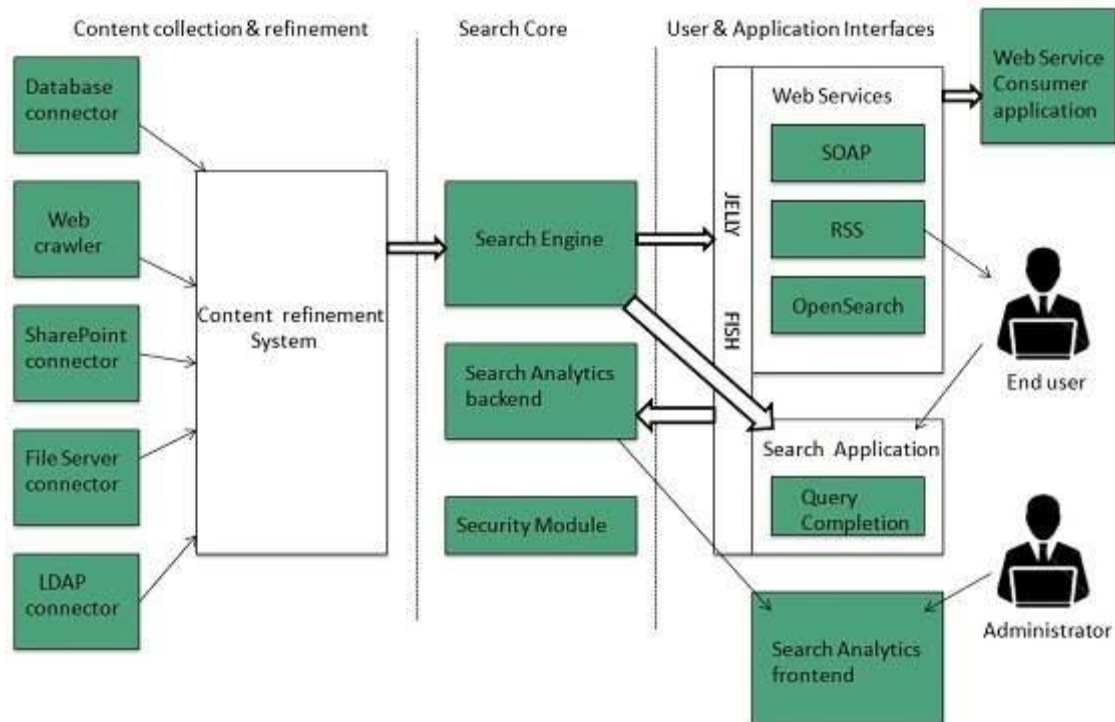 Content collection & refinement
Search Core
User & Application Interfaces
Database
connector
Web
crawler
SharePoint
connector
File Server
connector
LDAP
connector
Content refinement
System
Search Engine
Search Analytics
backend
Security Module
JELLY
FISH
Web Services
SOAP
RSS
OpenSearch
Search Application
Query
Completion
Search Analytics
frontend
Web Service
Consumer
application
End user
Administrator